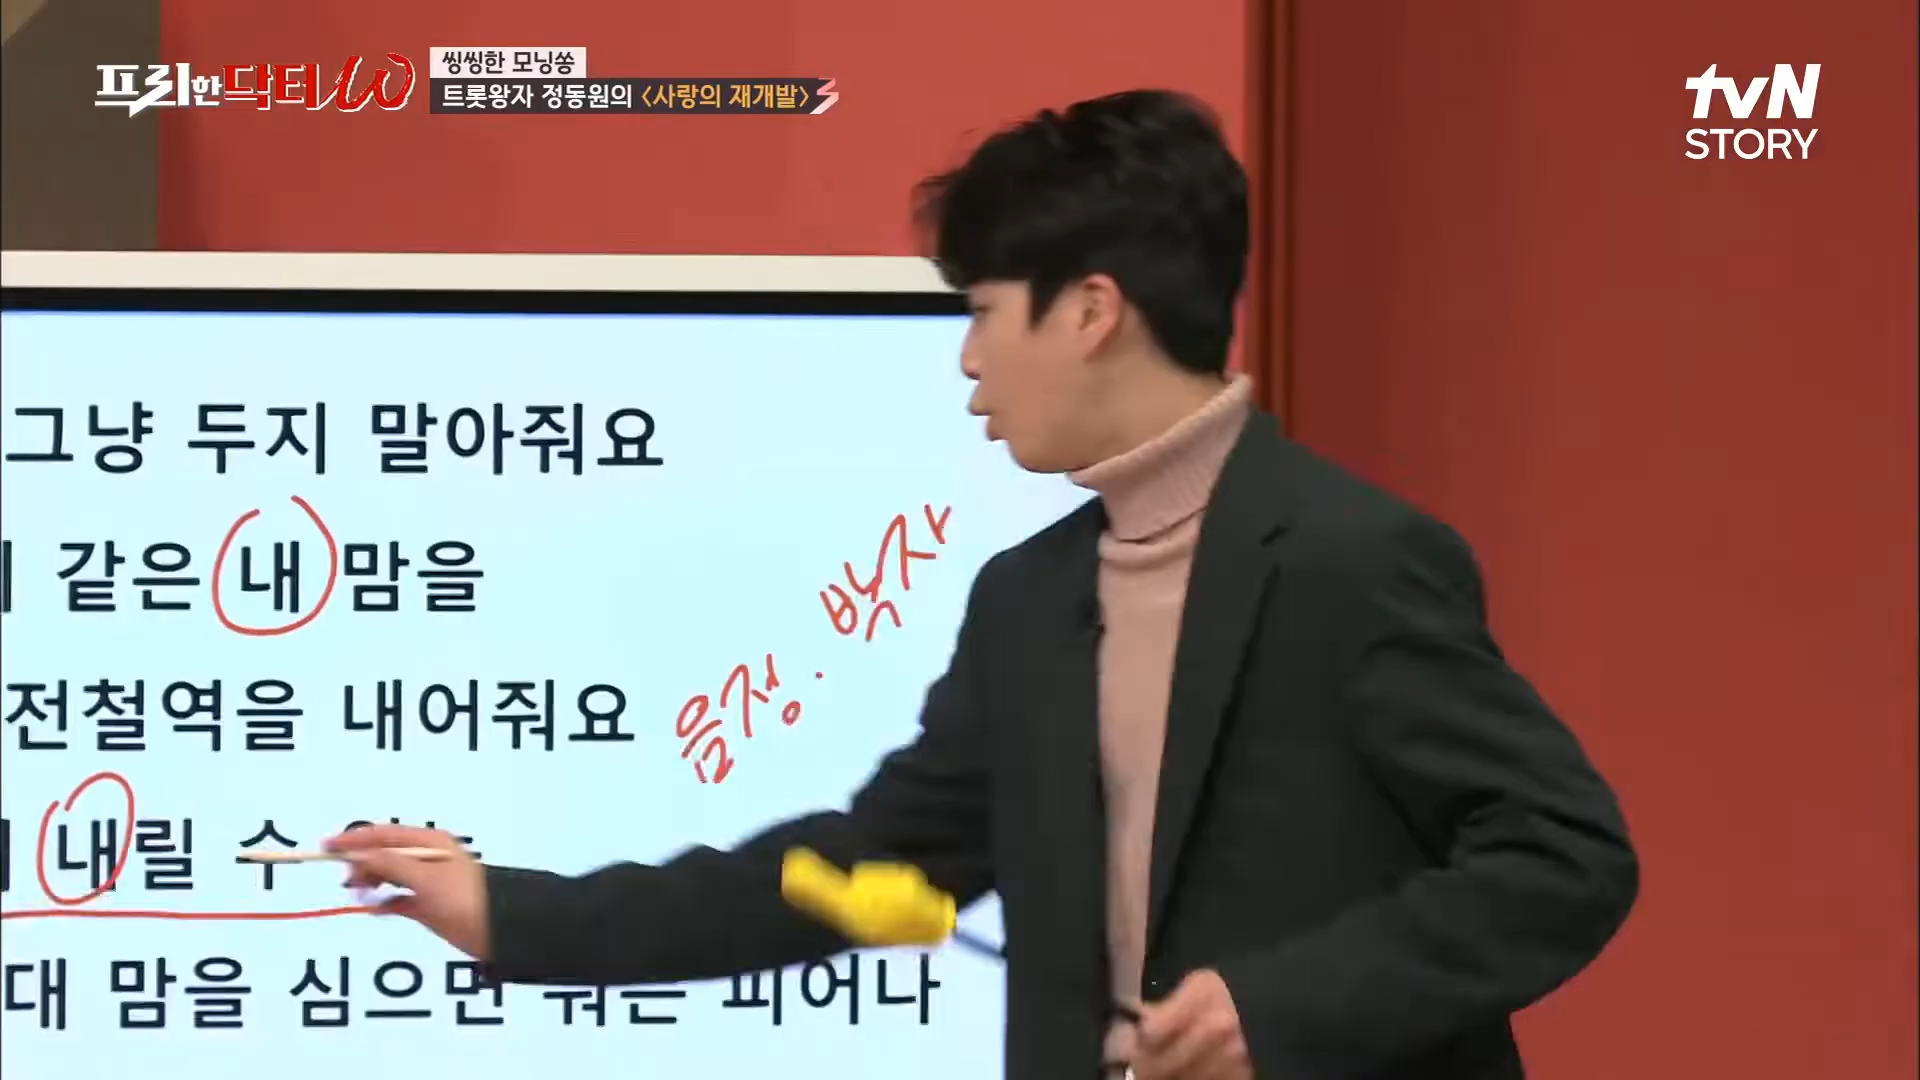 프리한닥터W
씽씽한 모닝쏭
트롯왕자 정동원의 <사랑의 재개발>
tvN
STORY
그냥 두지 말아줘요
같은 내 맘을
전철역을 내어줘요
내릴 수
대 맘을 심으면 뭐든 피어나
음정. 박자